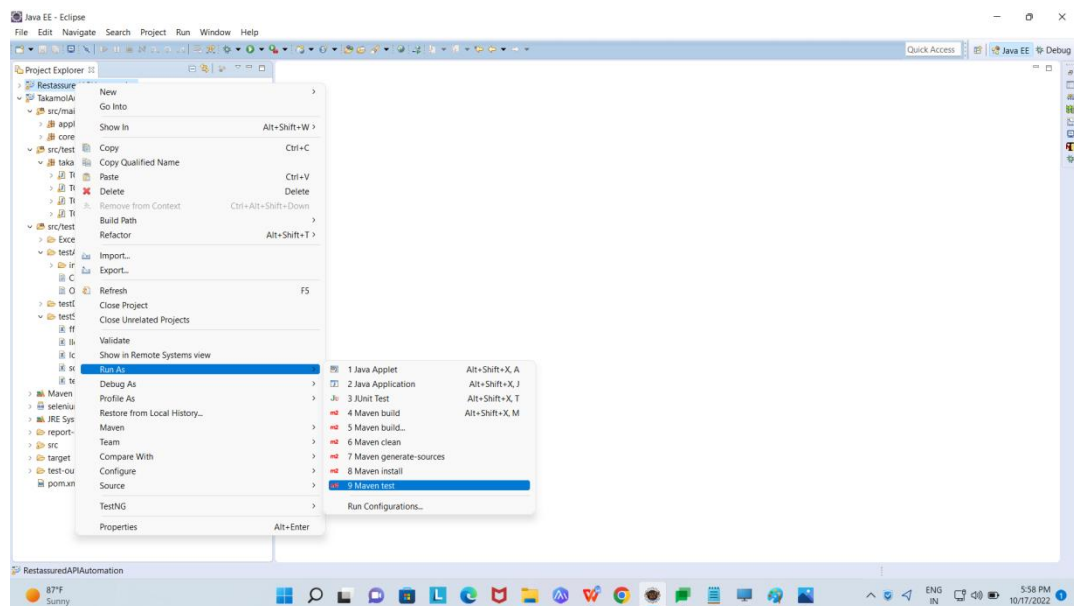 Java EE - Eclipse
File Edit Navigate Search Project Run Window Help
Quick Access
Java EE
Debug
Project Explorer
Restassure
TakamolA
src/mai
appl
core
src/test
taka
src/test
Exce
testA
in
testD
testS
ff
Maven
seleniu
JRE Sys
report-
src
target
test-ou
pom.xm
New
Go Into
Show In Alt+Shift+W >
Copy Ctrl+C
Copy Qualified Name
Paste Ctrl+V
Delete Delete
Remove from Context Ctrl+Alt+Shift+Down
Build Path
Refactor Alt+Shift+T >
Import...
Export...
Refresh F5
Close Project
Close Unrelated Projects
Validate
Show in Remote Systems view
Run As
Debug As
Profile As
Restore from Local History...
Maven
Team
Compare With
Configure
Source
TestNG
Properties Alt+Enter
1 Java Applet Alt+Shift+X, A
2 Java Application Alt+Shift+X, J
3 JUnit Test Alt+Shift+X, T
4 Maven build Alt+Shift+X, M
5 Maven build...
6 Maven clean
7 Maven generate-sources
8 Maven install
9 Maven test
Run Configurations...
RestassuredAPIAutomation
87°F
Sunny
ENG
IN
5:58 PM
10/17/2022